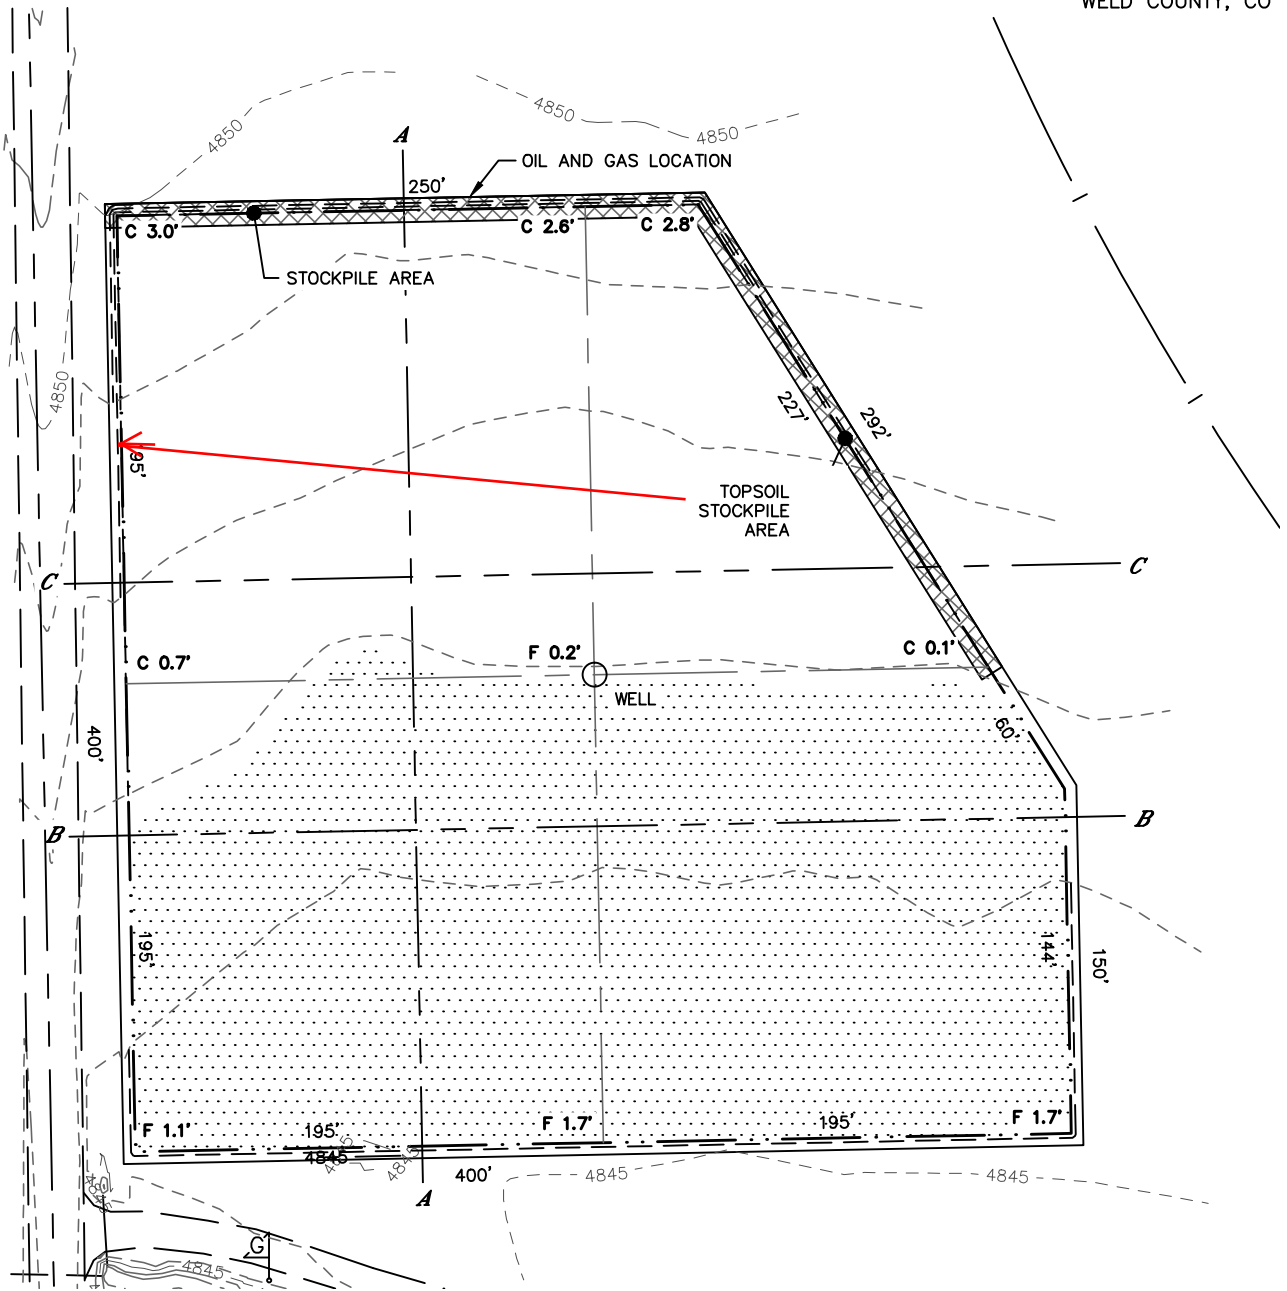 WELD COUNTY, CO
4850
4850
4850
A
OIL AND GAS LOCATION
250'
C 3.0'
C 2.6'
C 2.8'
STOCKPILE AREA
4850
227'
292'
95'
TOPSOIL
STOCKPILE
AREA
C
C
C 0.7'
F 0.2'
C 0.1'
WELL
60'
400'
B
B
195'
144'
150'
F 1.1'
195'
F 1.7'
195'
F 1.7'
4845
4845
4845
400'
4845
4845
A
G
4845